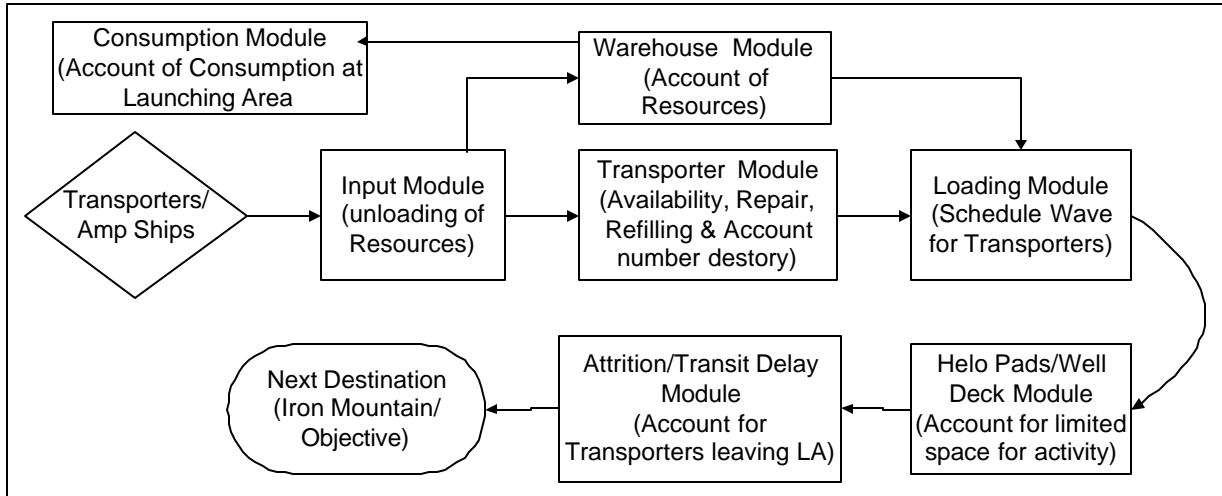 Consumption Module
(Account of Consumption at
Launching Area
Warehouse Module
(Account of
Resources)
Transporters/
Amp Ships
Input Module
(unloading of
Resources)
Transporter Module
(Availability, Repair,
Refilling & Account
number destory)
Loading Module
(Schedule Wave
for Transporters)
Next Destination
(Iron Mountain/
Objective)
Attrition/Transit Delay
Module
(Account for
Transporters leaving LA)
Helo Pads/Well
Deck Module
(Account for limited
space for activity)